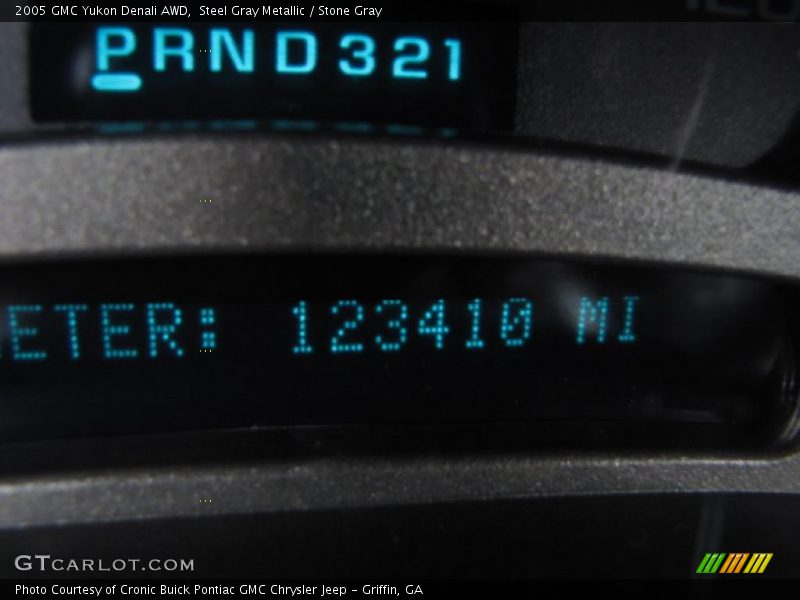 2005 GMC Yukon Denali AWD, Steel Gray Metallic / Stone Gray
PRND321
ETER: 123410 MI
GTCARLOT.COM
Photo Courtesy of Cronic Buick Pontiac GMC Chrysler Jeep - Griffin, GA